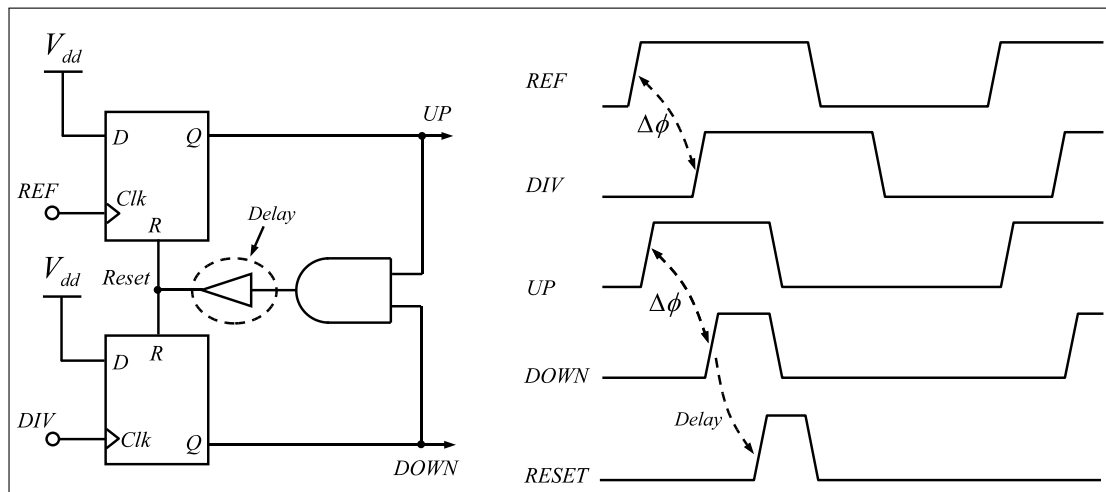 V_dd
D
Q
UP
REF
Clk
R
Delay
V_dd
Reset
R
D
DIV
Clk
Q
DOWN
REF
Δϕ
DIV
UP
Δϕ
DOWN
Delay
RESET